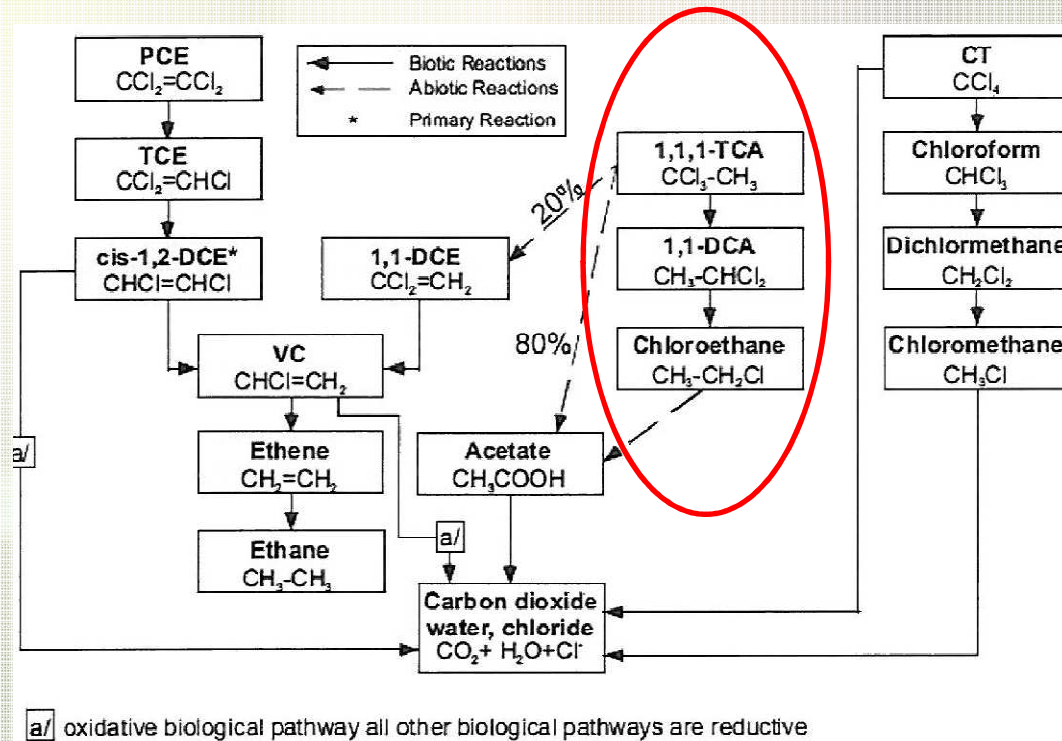 PCE
CCl₂=CCl₂
Biotic Reactions
Abiotic Reactions
* Primary Reaction
CT
CCl₄
TCE
CCl₂=CHCl
1,1,1-TCA
CCl₃-CH₃
Chloroform
CHCl₃
20%
cis-1,2-DCE*
CHCl=CHCl
1,1-DCE
CCl₂=CH₂
1,1-DCA
CH₃-CHCl₂
Dichlormethane
CH₂Cl₂
80%
VC
CHCl=CH₂
Chloroethane
CH₃-CH₂Cl
Chloromethane
CH₃Cl
a/
Ethene
CH₂=CH₂
Acetate
CH₃COOH
a/
Ethane
CH₃-CH₃
Carbon dioxide
water, chloride
CO₂+ H₂O+Cl⁻
a/ oxidative biological pathway all other biological pathways are reductive